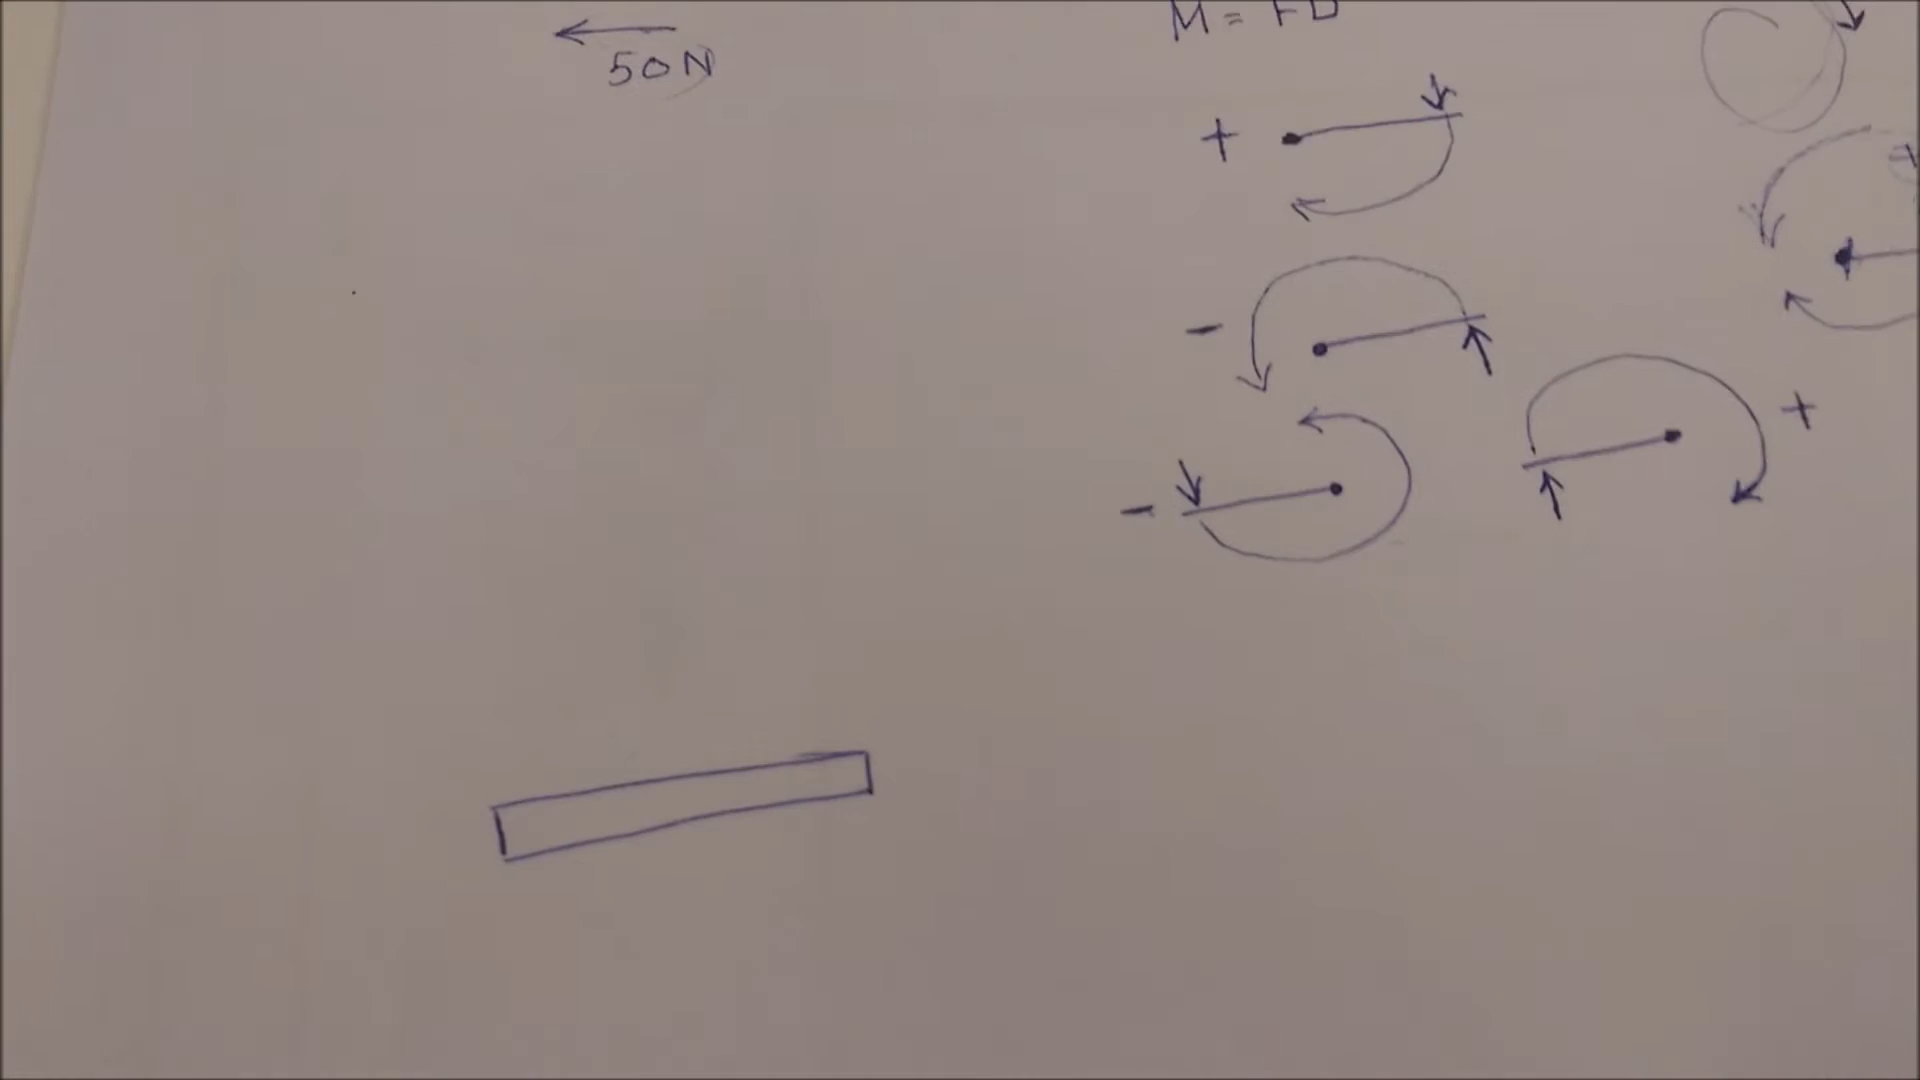 50N
M = FD
+
-
-
+